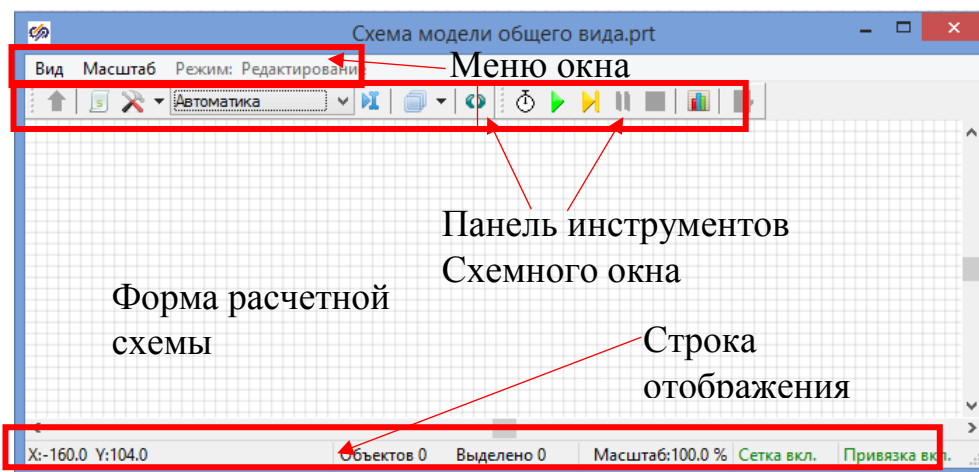 Схема модели общего вида.prt
Вид Масштаб Режим: Редактирование
Меню окна
Автоматика
Панель инструментов
Схемного окна
Форма расчетной
схемы
Строка
отображения
X:-160.0 Y:104.0 Объектов 0 Выделено 0 Масштаб:100.0 % Сетка вкл. Привязка вкл.